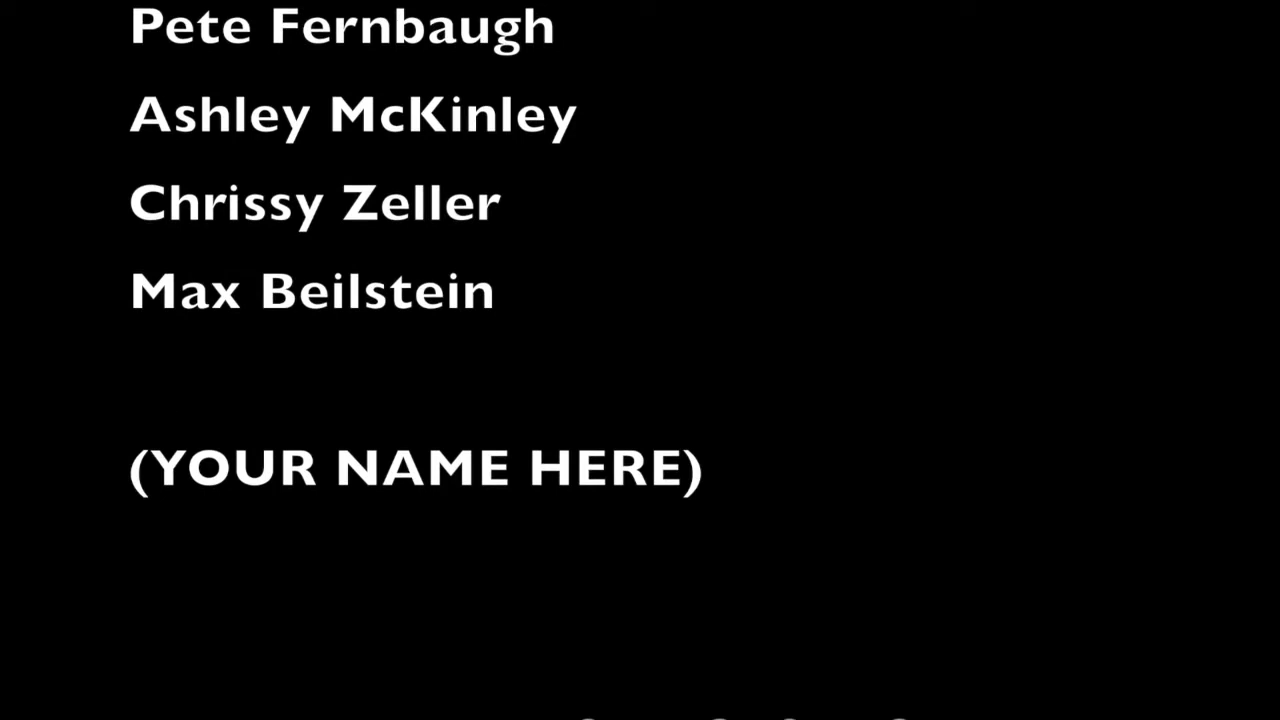 Pete Fernbaugh
Ashley McKinley
Chrissy Zeller
Max Beilstein
(YOUR NAME HERE)